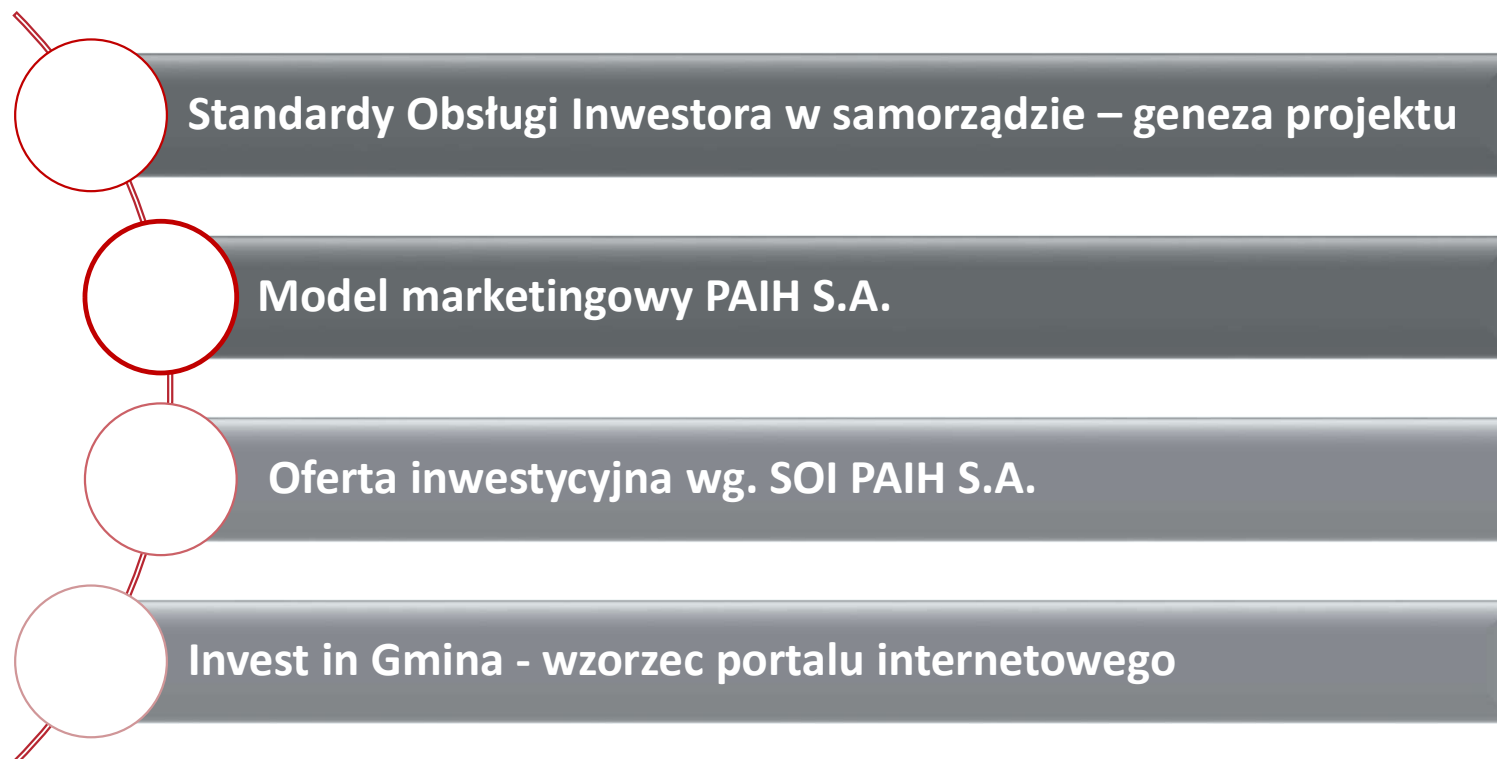 Standardy Obsługi Inwestora w samorządzie – geneza projektu
Model marketingowy PAIH S.A.
Oferta inwestycyjna wg. SOI PAIH S.A.
Invest in Gmina - wzorzec portalu internetowego